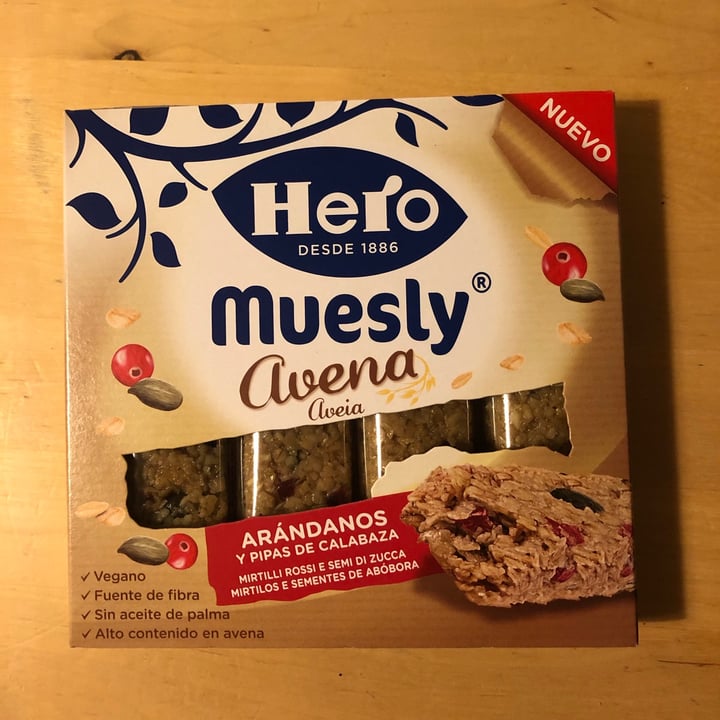 NUEVO
Hero
DESDE 1886
Muesly®
Avena
Aveia
ARÁNDANOS
Y PIPAS DE CALABAZA
MIRTILLI ROSSI E SEMI DI ZUCCA
MIRTILOS E SEMENTES DE ABÓBORA
✓ Vegano
✓ Fuente de fibra
✓ Sin aceite de palma
✓ Alto contenido en avena